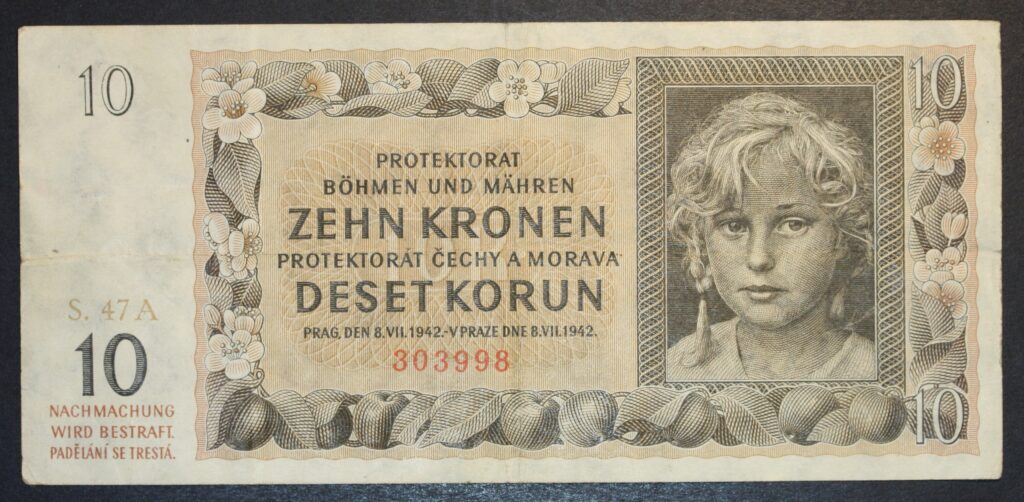 10
10
PROTEKTORAT
BÖHMEN UND MÄHREN
ZEHN KRONEN
PROTEKTORÁT ČECHY A MORAVA
DESET KORUN
PRAG, DEN 8.VII.1942.-V PRAZE DNE 8.VII.1942.
303998
S. 47 A
10
NACHMACHUNG
WIRD BESTRAFT.
PADĚLÁNÍ SE TRESTÁ.
10